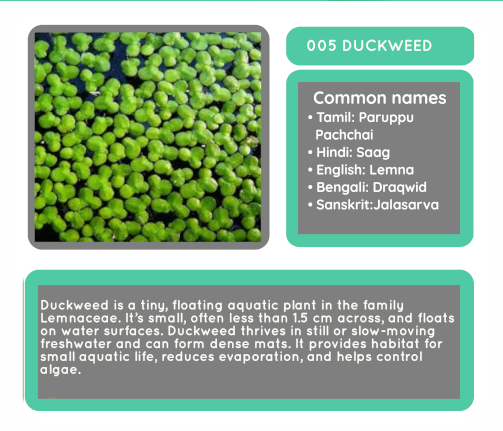 005 DUCKWEED
Common names
• Tamil: Paruppu
Pachchai
• Hindi: Saag
• English: Lemna
• Bengali: Draqwid
• Sanskrit:Jalasarva
Duckweed is a tiny, floating aquatic plant in the family
Lemnaceae. It's small, often less than 1.5 cm across, and floats
on water surfaces. Duckweed thrives in still or slow-moving
freshwater and can form dense mats. It provides habitat for
small aquatic life, reduces evaporation, and helps control
algae.